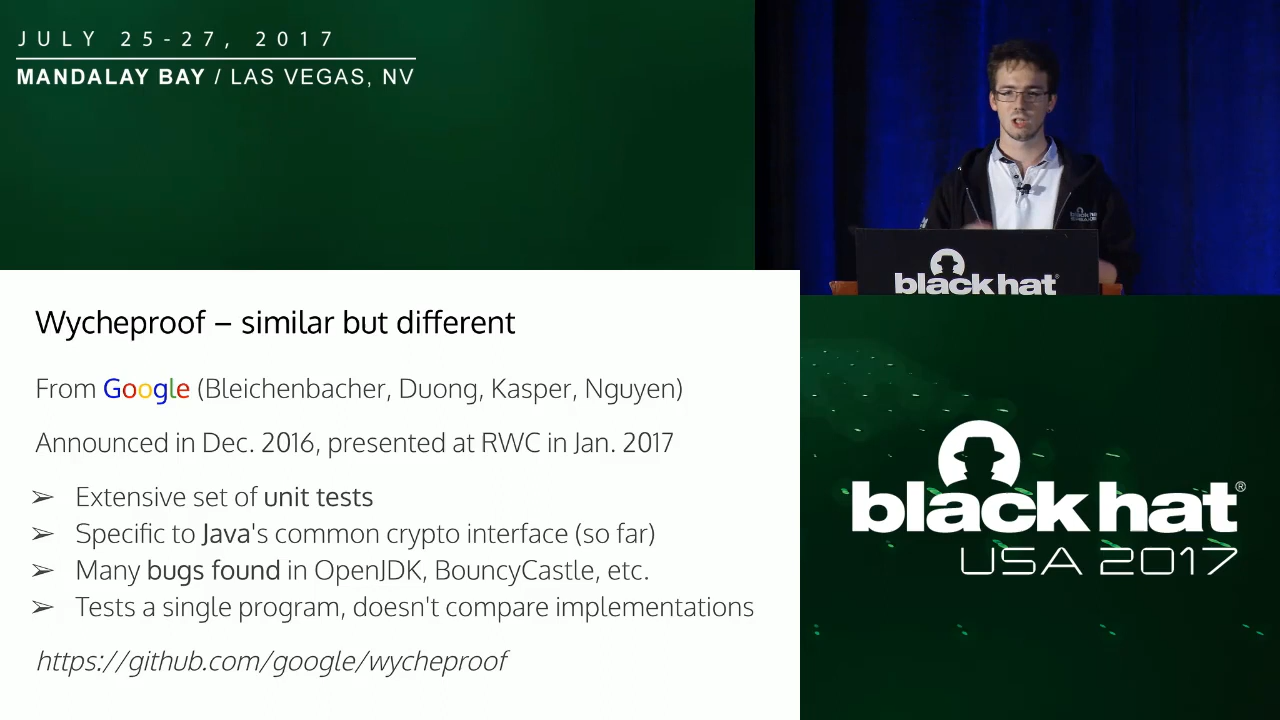 JULY 25-27, 2017
MANDALAY BAY / LAS VEGAS, NV
black hat
Wycheproof – similar but different
From Google (Bleichenbacher, Duong, Kasper, Nguyen)
Announced in Dec. 2016, presented at RWC in Jan. 2017
➢ Extensive set of unit tests
➢ Specific to Java's common crypto interface (so far)
➢ Many bugs found in OpenJDK, BouncyCastle, etc.
➢ Tests a single program, doesn't compare implementations
https://github.com/google/wycheproof
black hat®
USA 2017